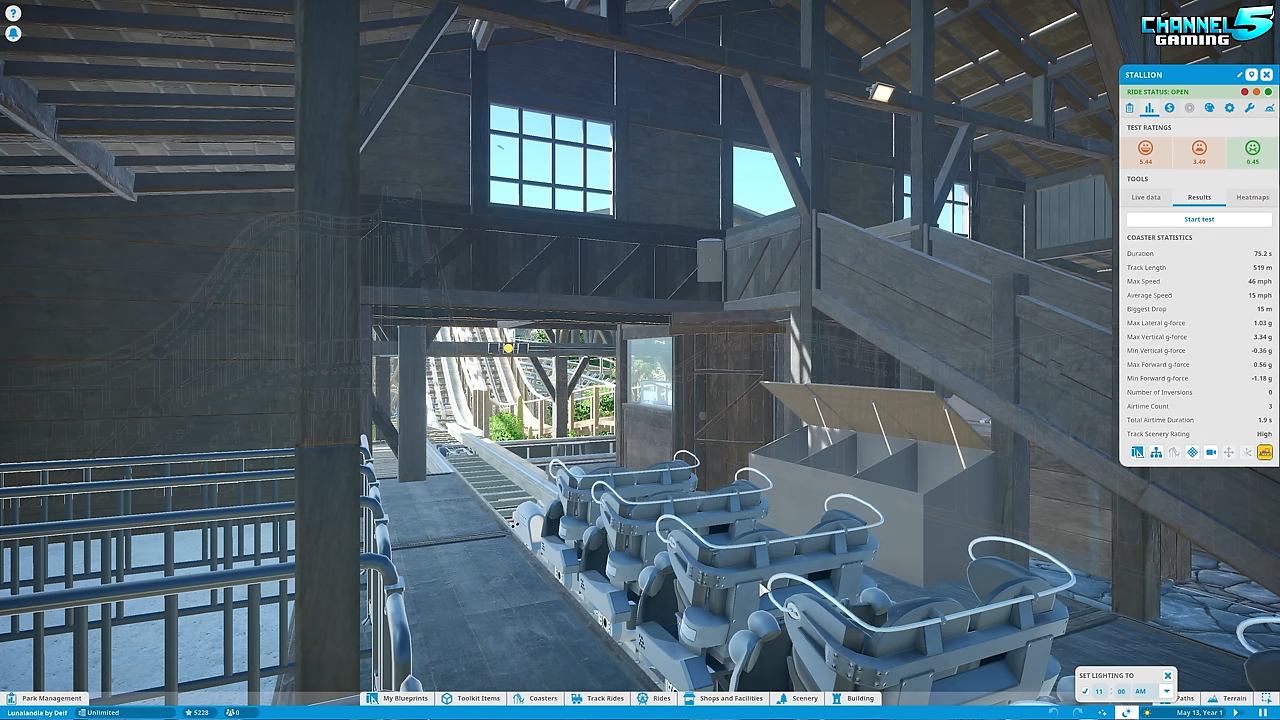 CHANNEL 5
GAMING
STALLION
RIDE STATUS: OPEN
TEST RATINGS
5.44 3.40 0.45
TOOLS
Live data Results Heatmaps
Start test
COASTER STATISTICS
Duration 75.2 s
Track Length 519 m
Max Speed 46 mph
Average Speed 15 mph
Biggest Drop 15 m
Max Lateral g-force 1.03 g
Max Vertical g-force 3.34 g
Min Vertical g-force -0.36 g
Max Forward g-force 0.56 g
Min Forward g-force -1.18 g
Number of Inversions 0
Airtime Count 3
Total Airtime Duration 1.9 s
Track Scenery Rating High
SET LIGHTING TO
11 : 00 AM
Park Management My Blueprints Toolkit Items Coasters Track Rides Rides Shops and Facilities Scenery Building Paths Terrain
Lunalandia by Deif Unlimited 5228 0 May 13, Year 1